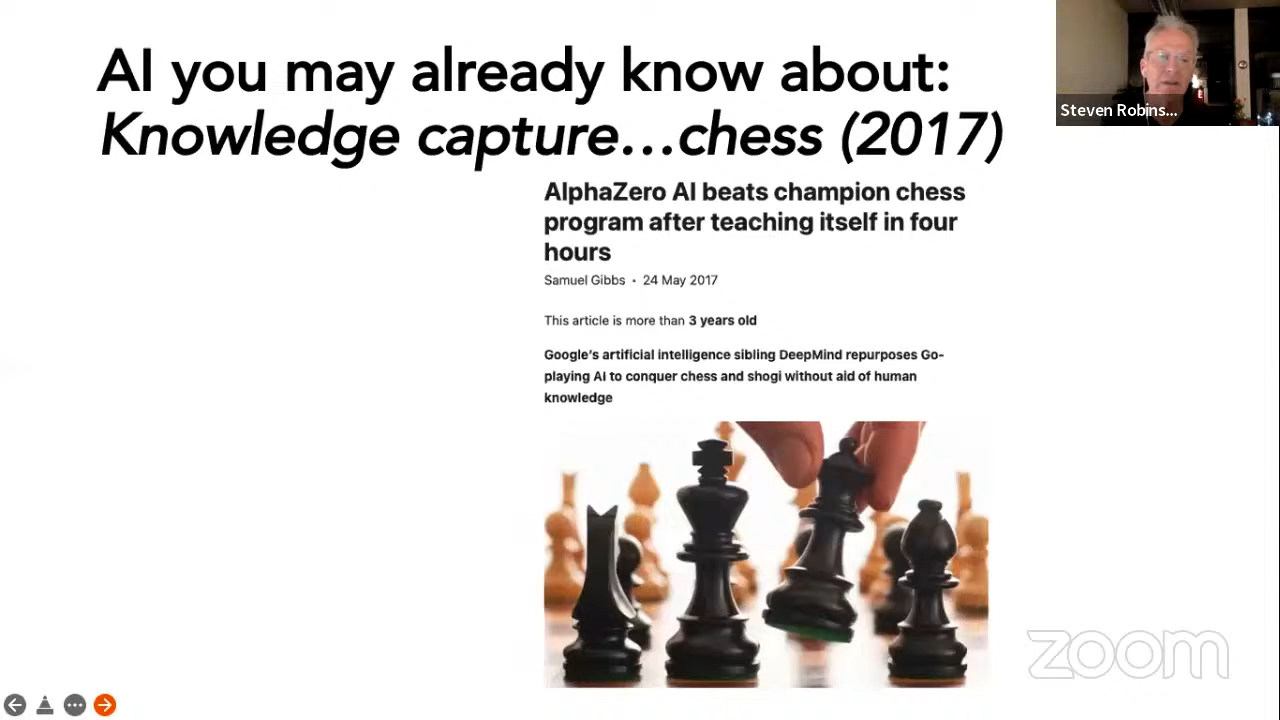 AI you may already know about:
Knowledge capture...chess (2017)
Steven Robins...
AlphaZero AI beats champion chess
program after teaching itself in four
hours
Samuel Gibbs • 24 May 2017
This article is more than 3 years old
Google's artificial intelligence sibling DeepMind repurposes Go-
playing AI to conquer chess and shogi without aid of human
knowledge
zoom